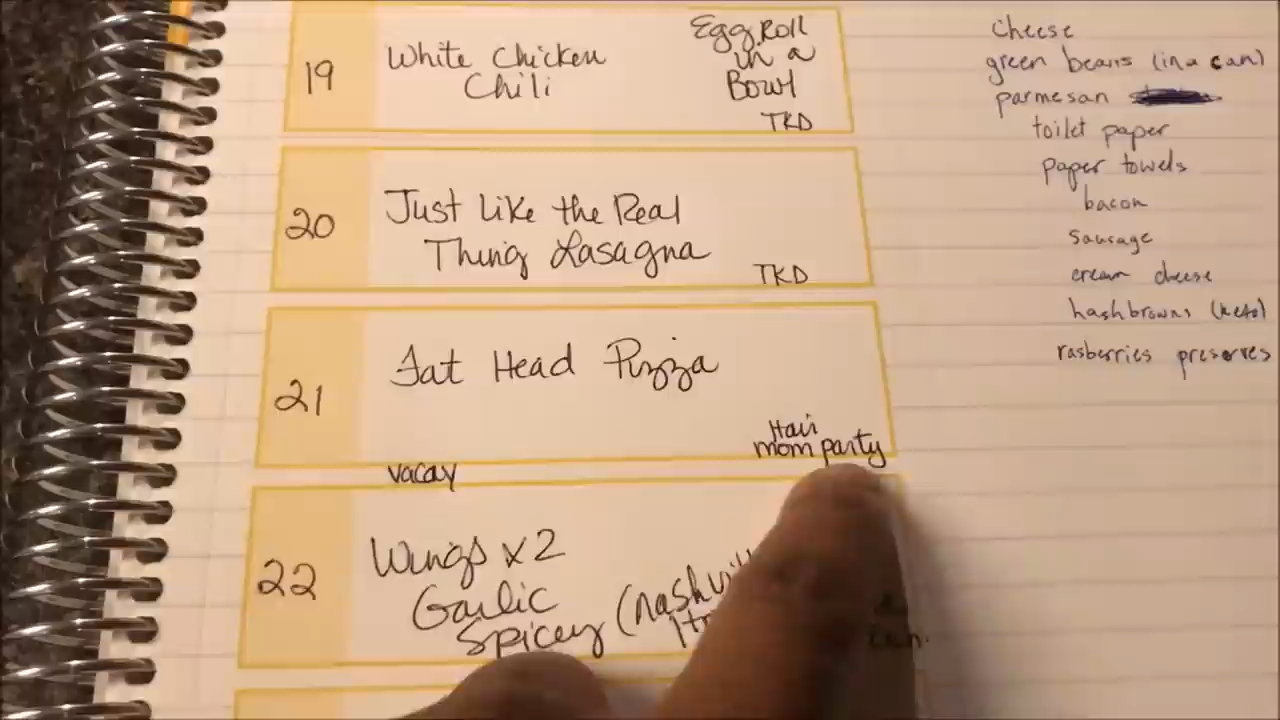 19
White Chicken
Chili
Egg Roll
in a
Bowl
TKD
20
Just Like the Real
Thing Lasagna
TKD
21
Fat Head Pizza
Hair
mom party
vacay
22
Wings x2
Garlic
Spicey
cheese
green beans (in a can)
parmesan
toilet paper
paper towels
bacon
sausage
cream cheese
hashbrowns (keto)
rasberries preserves